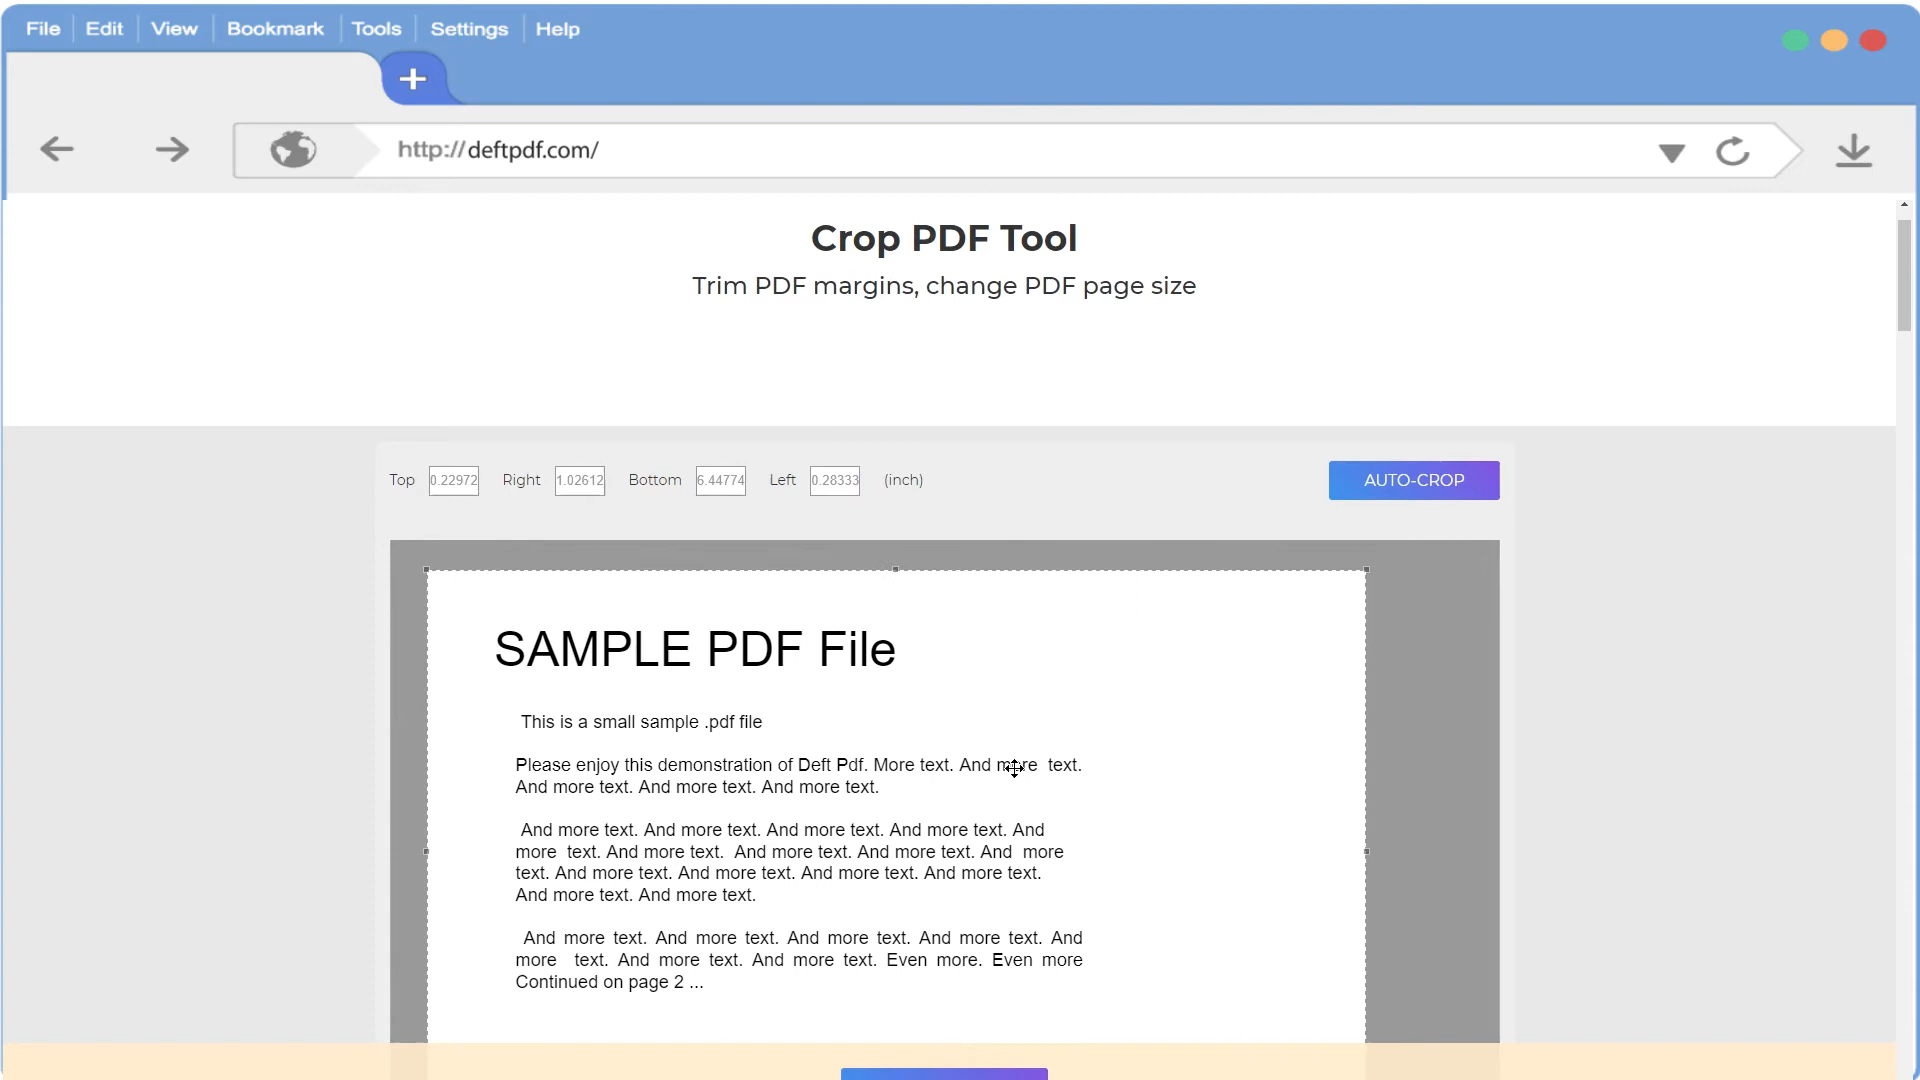 File Edit View Bookmark Tools Settings Help
+
http://deftpdf.com/
Crop PDF Tool
Trim PDF margins, change PDF page size
Top 0.22972 Right 1.02612 Bottom 6.44774 Left 0.28333 (inch) AUTO-CROP
SAMPLE PDF File
This is a small sample .pdf file
Please enjoy this demonstration of Deft Pdf. More text. And more text.
And more text. And more text. And more text.
And more text. And more text. And more text. And more text. And
more text. And more text. And more text. And more text. And more
text. And more text. And more text. And more text. And more text.
And more text. And more text.
And more text. And more text. And more text. And more text. And
more text. And more text. And more text. Even more. Even more
Continued on page 2 ...